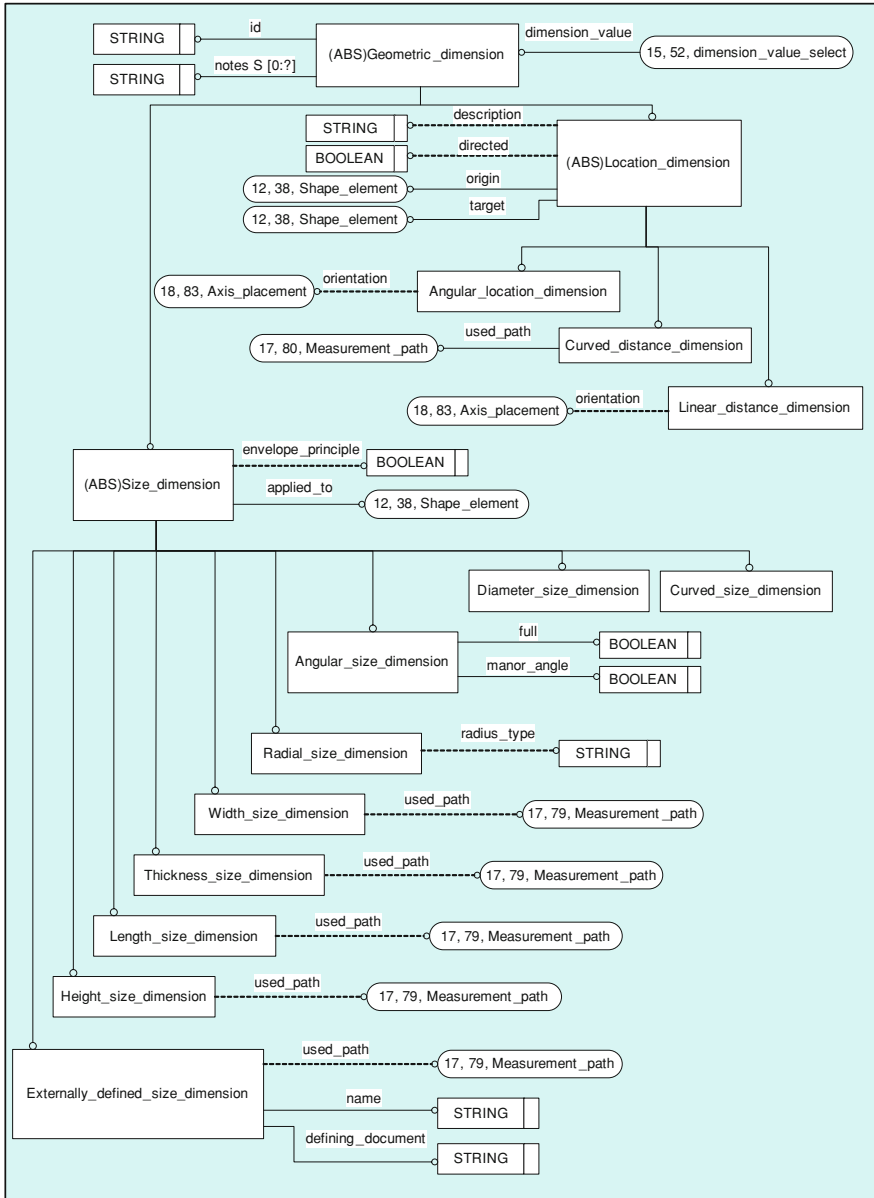 id
STRING
(ABS)Geometric_dimension
dimension_value
15, 52, dimension_value_select
notes S [0:?]
STRING
description
STRING
directed
BOOLEAN
(ABS)Location_dimension
origin
12, 38, Shape_element
target
12, 38, Shape_element
orientation
18, 83, Axis_placement
Angular_location_dimension
used_path
17, 80, Measurement_path
Curved_distance_dimension
orientation
18, 83, Axis_placement
Linear_distance_dimension
envelope_principle
BOOLEAN
(ABS)Size_dimension
applied_to
12, 38, Shape_element
Diameter_size_dimension
Curved_size_dimension
full
BOOLEAN
Angular_size_dimension
manor_angle
BOOLEAN
radius_type
Radial_size_dimension
STRING
used_path
Width_size_dimension
17, 79, Measurement_path
used_path
Thickness_size_dimension
17, 79, Measurement_path
used_path
Length_size_dimension
17, 79, Measurement_path
used_path
Height_size_dimension
17, 79, Measurement_path
used_path
17, 79, Measurement_path
Externally_defined_size_dimension
name
STRING
defining_document
STRING